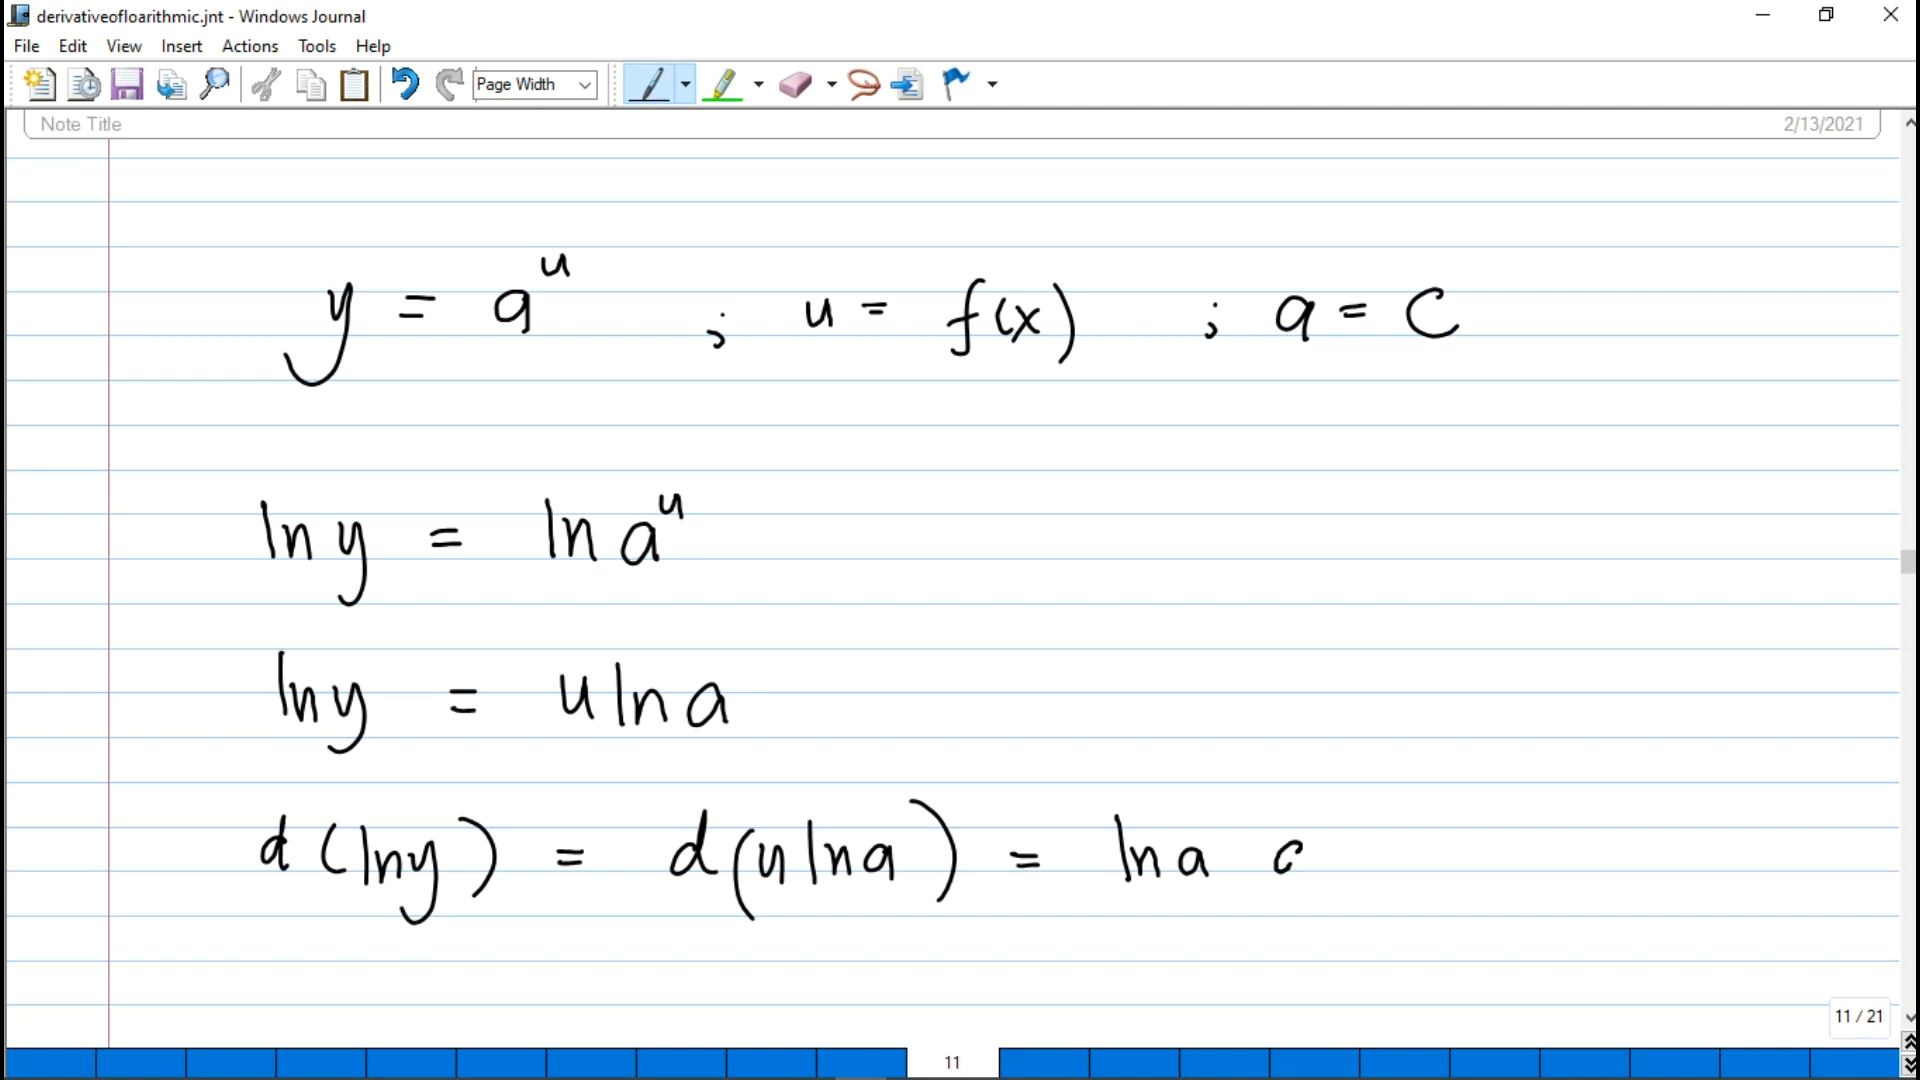 derivativeofloarithmic.jnt - Windows Journal
File Edit View Insert Actions Tools Help
Page Width
Note Title 2/13/2021
y = a^u ; u = f(x) ; a = C
ln y = ln a^u
ln y = u ln a
d (ln y) = d (u ln a) = ln a
11 / 21
11